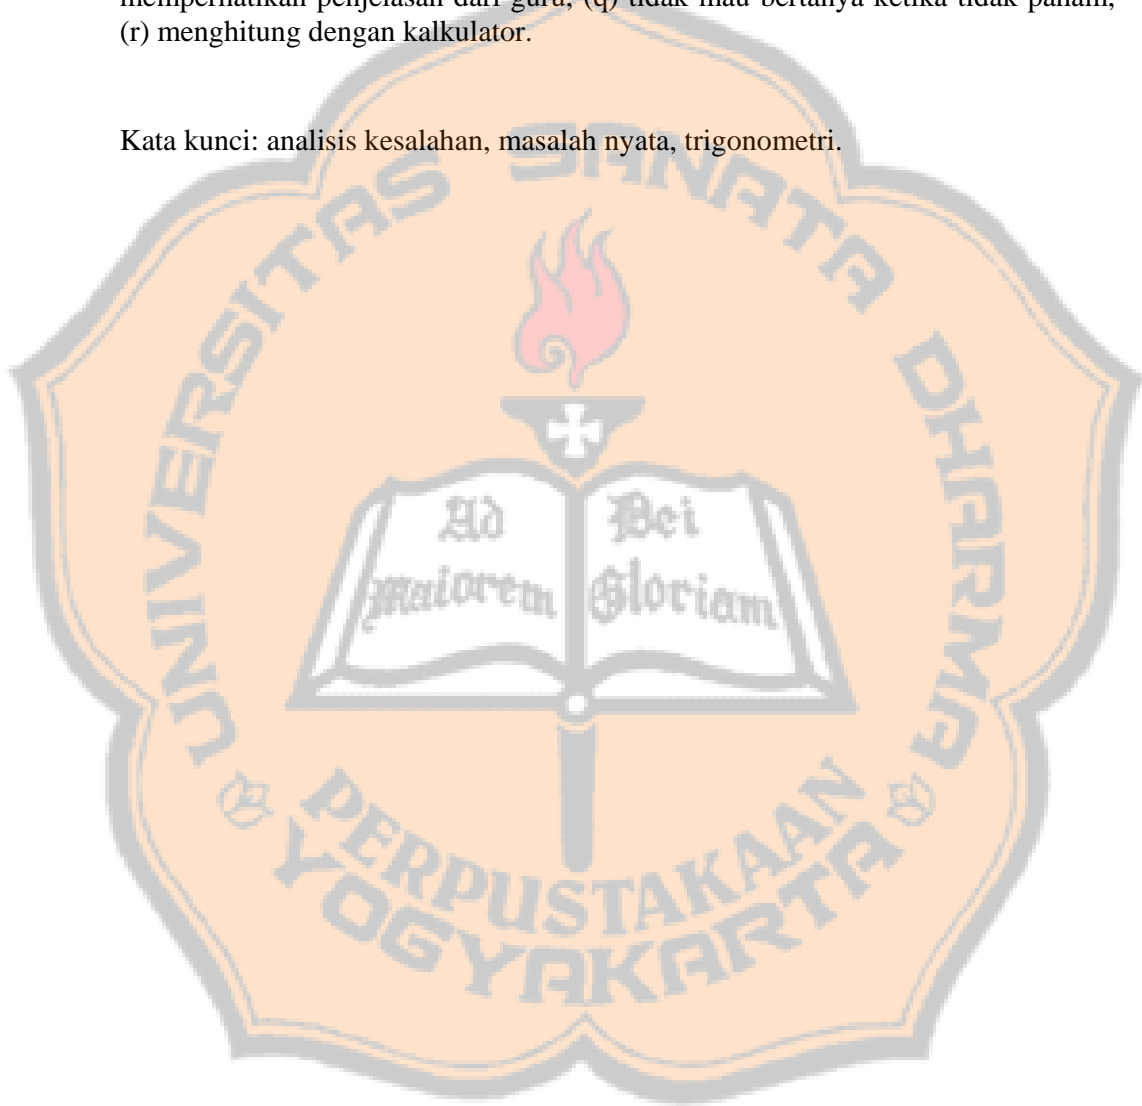 memperhatikan penjelasan dari guru, (q) tidak mau bertanya ketika tidak paham,
(r) menghitung dengan kalkulator.
Kata kunci: analisis kesalahan, masalah nyata, trigonometri.
UNIVERSITAS SANATA DHARMA
Ad Dei
Maiorem Gloriam
PERPUSTAKAAN
YOGYAKARTA